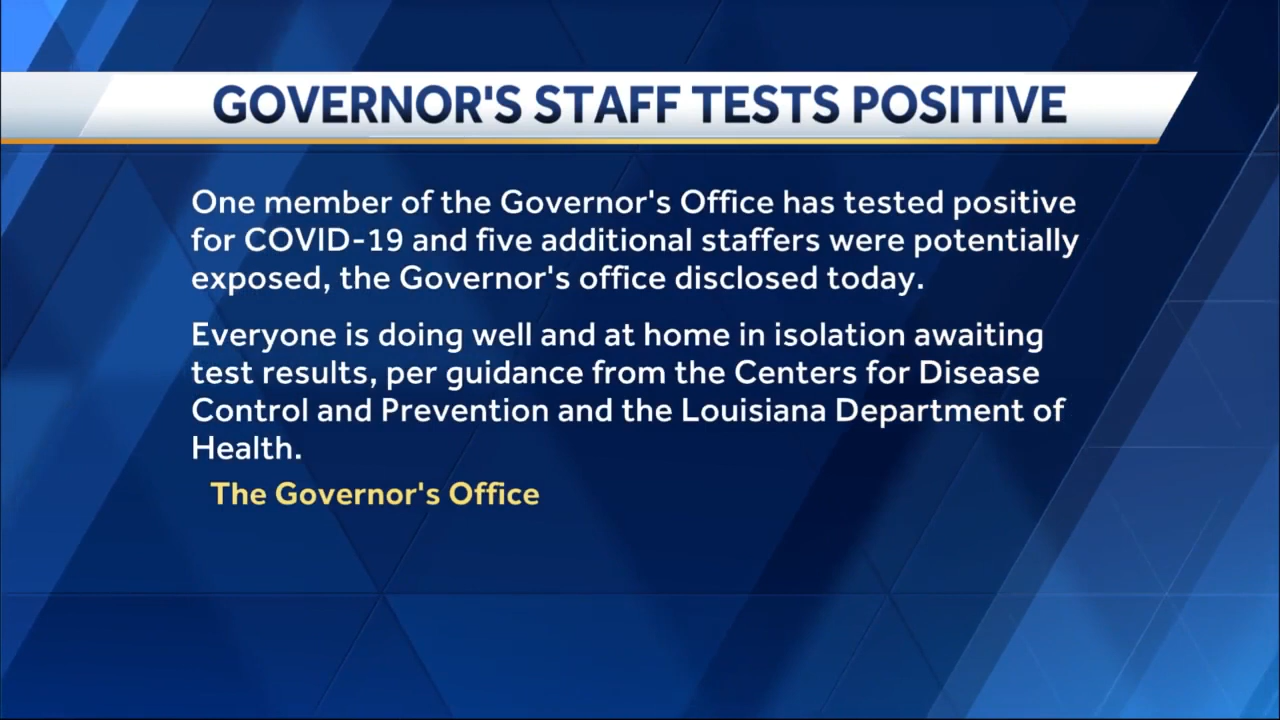 GOVERNOR'S STAFF TESTS POSITIVE
One member of the Governor's Office has tested positive
for COVID-19 and five additional staffers were potentially
exposed, the Governor's office disclosed today.
Everyone is doing well and at home in isolation awaiting
test results, per guidance from the Centers for Disease
Control and Prevention and the Louisiana Department of
Health.
The Governor's Office